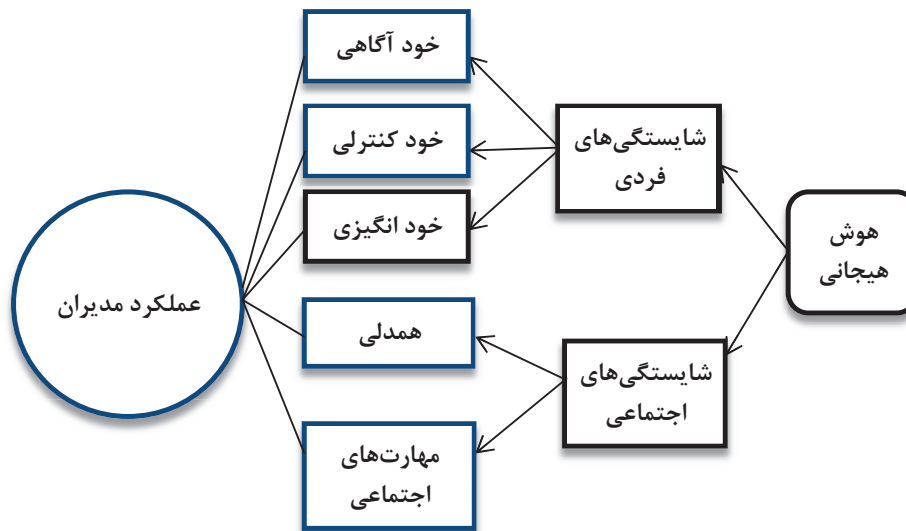 هوش
هیجانی
شایستگی‌های
فردی
شایستگی‌های
اجتماعی
خود آگاهی
خود کنترلی
خود انگیزی
همدلی
مهارت‌های
اجتماعی
عملکرد مدیران